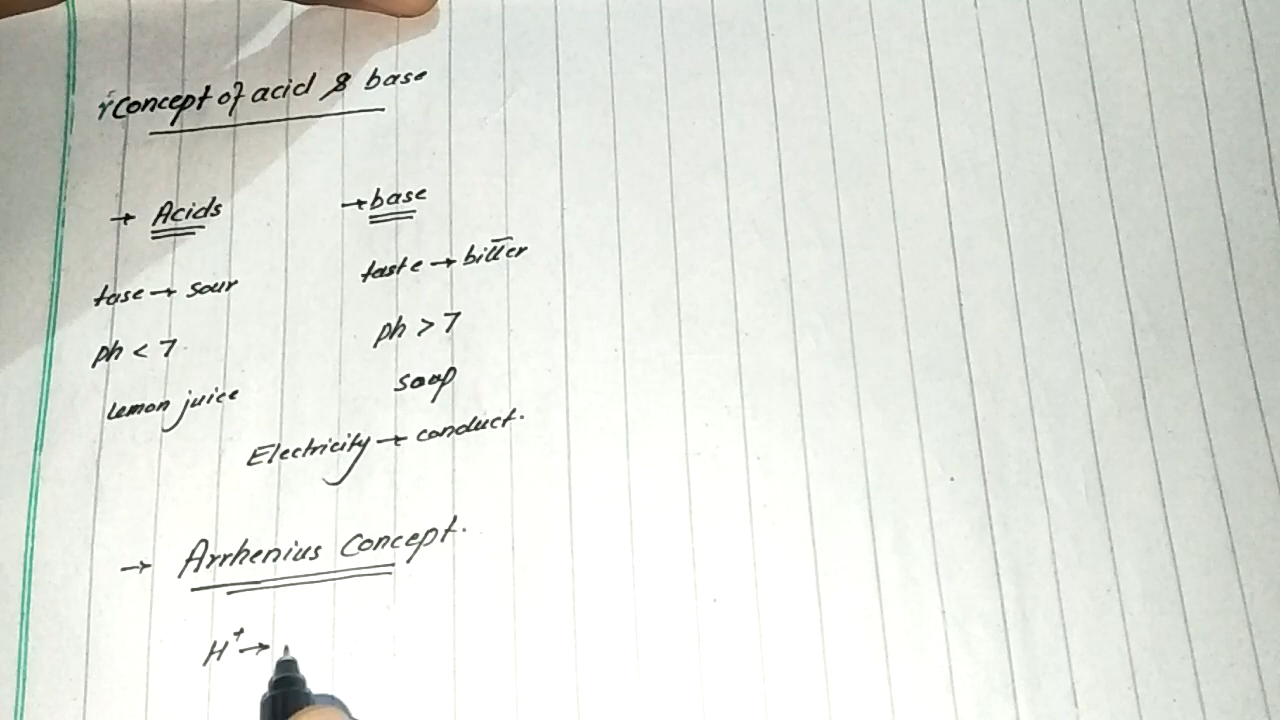 Concept of acid & base
→ Acids
→ base
tase → sour
taste → bitter
ph < 7
ph > 7
lemon juice
soap
Electricity → conduct.
→ Arrhenius Concept.
H⁺ →